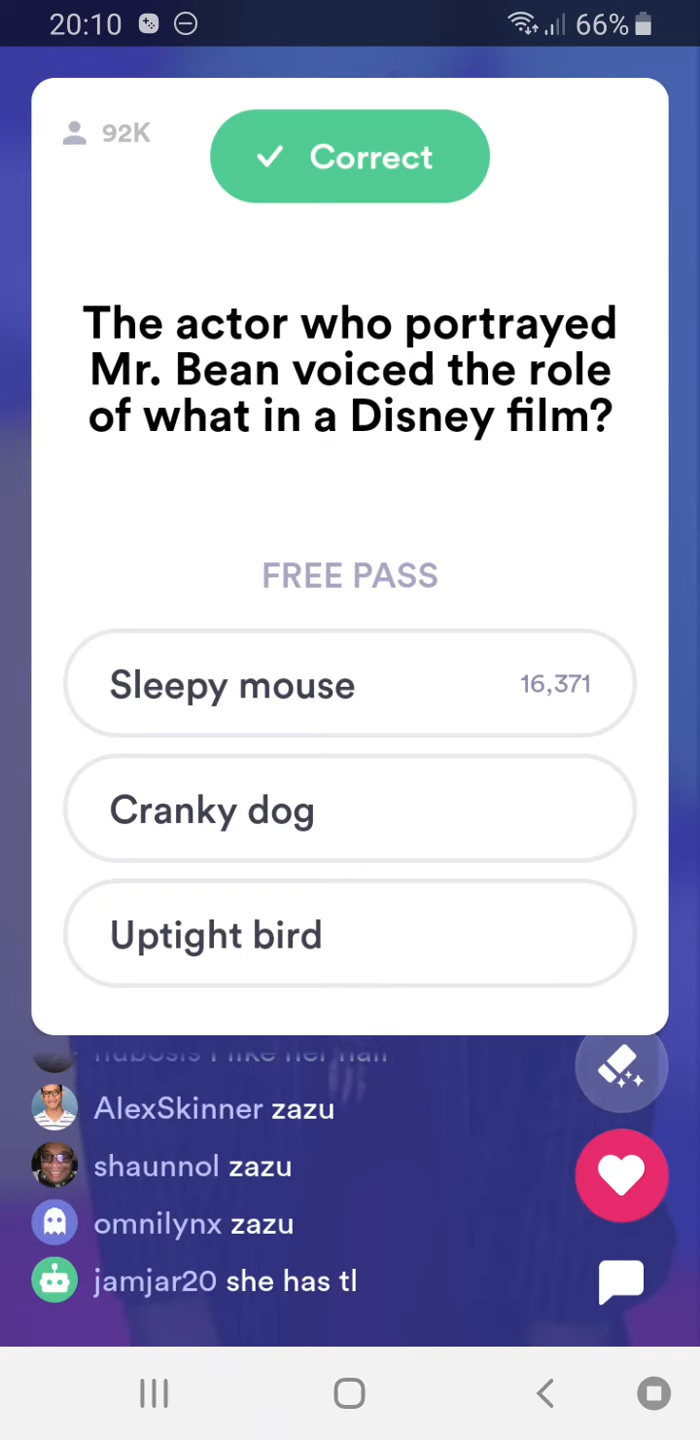 20:10 66%
92K
Correct
The actor who portrayed
Mr. Bean voiced the role
of what in a Disney film?
FREE PASS
Sleepy mouse 16,371
Cranky dog
Uptight bird
AlexSkinner zazu
shaunnol zazu
omnilynx zazu
jamjar20 she has tl